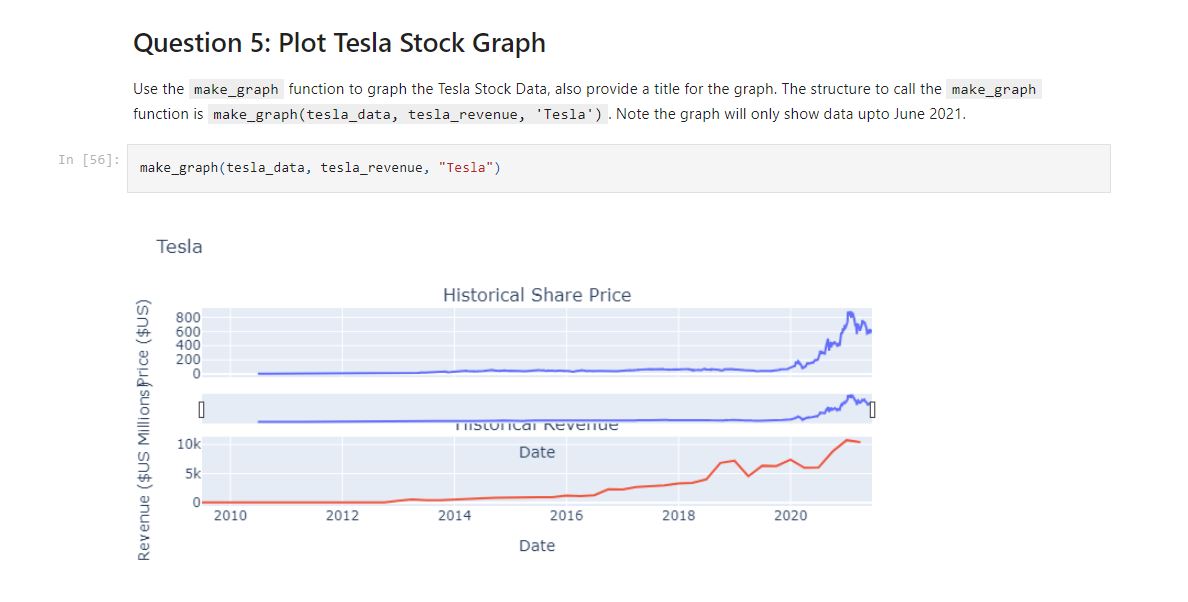 Question 5: Plot Tesla Stock Graph
Use the make_graph function to graph the Tesla Stock Data, also provide a title for the graph. The structure to call the make_graph
function is make_graph(tesla_data, tesla_revenue, 'Tesla') . Note the graph will only show data upto June 2021.
In [56]:
make_graph(tesla_data, tesla_revenue, "Tesla")
Tesla
Historical Share Price
Price ($US)
800
600
400
200
0
Historical Revenue
Date
Revenue ($US Millions)
10k
5k
0
2010 2012 2014 2016 2018 2020
Date